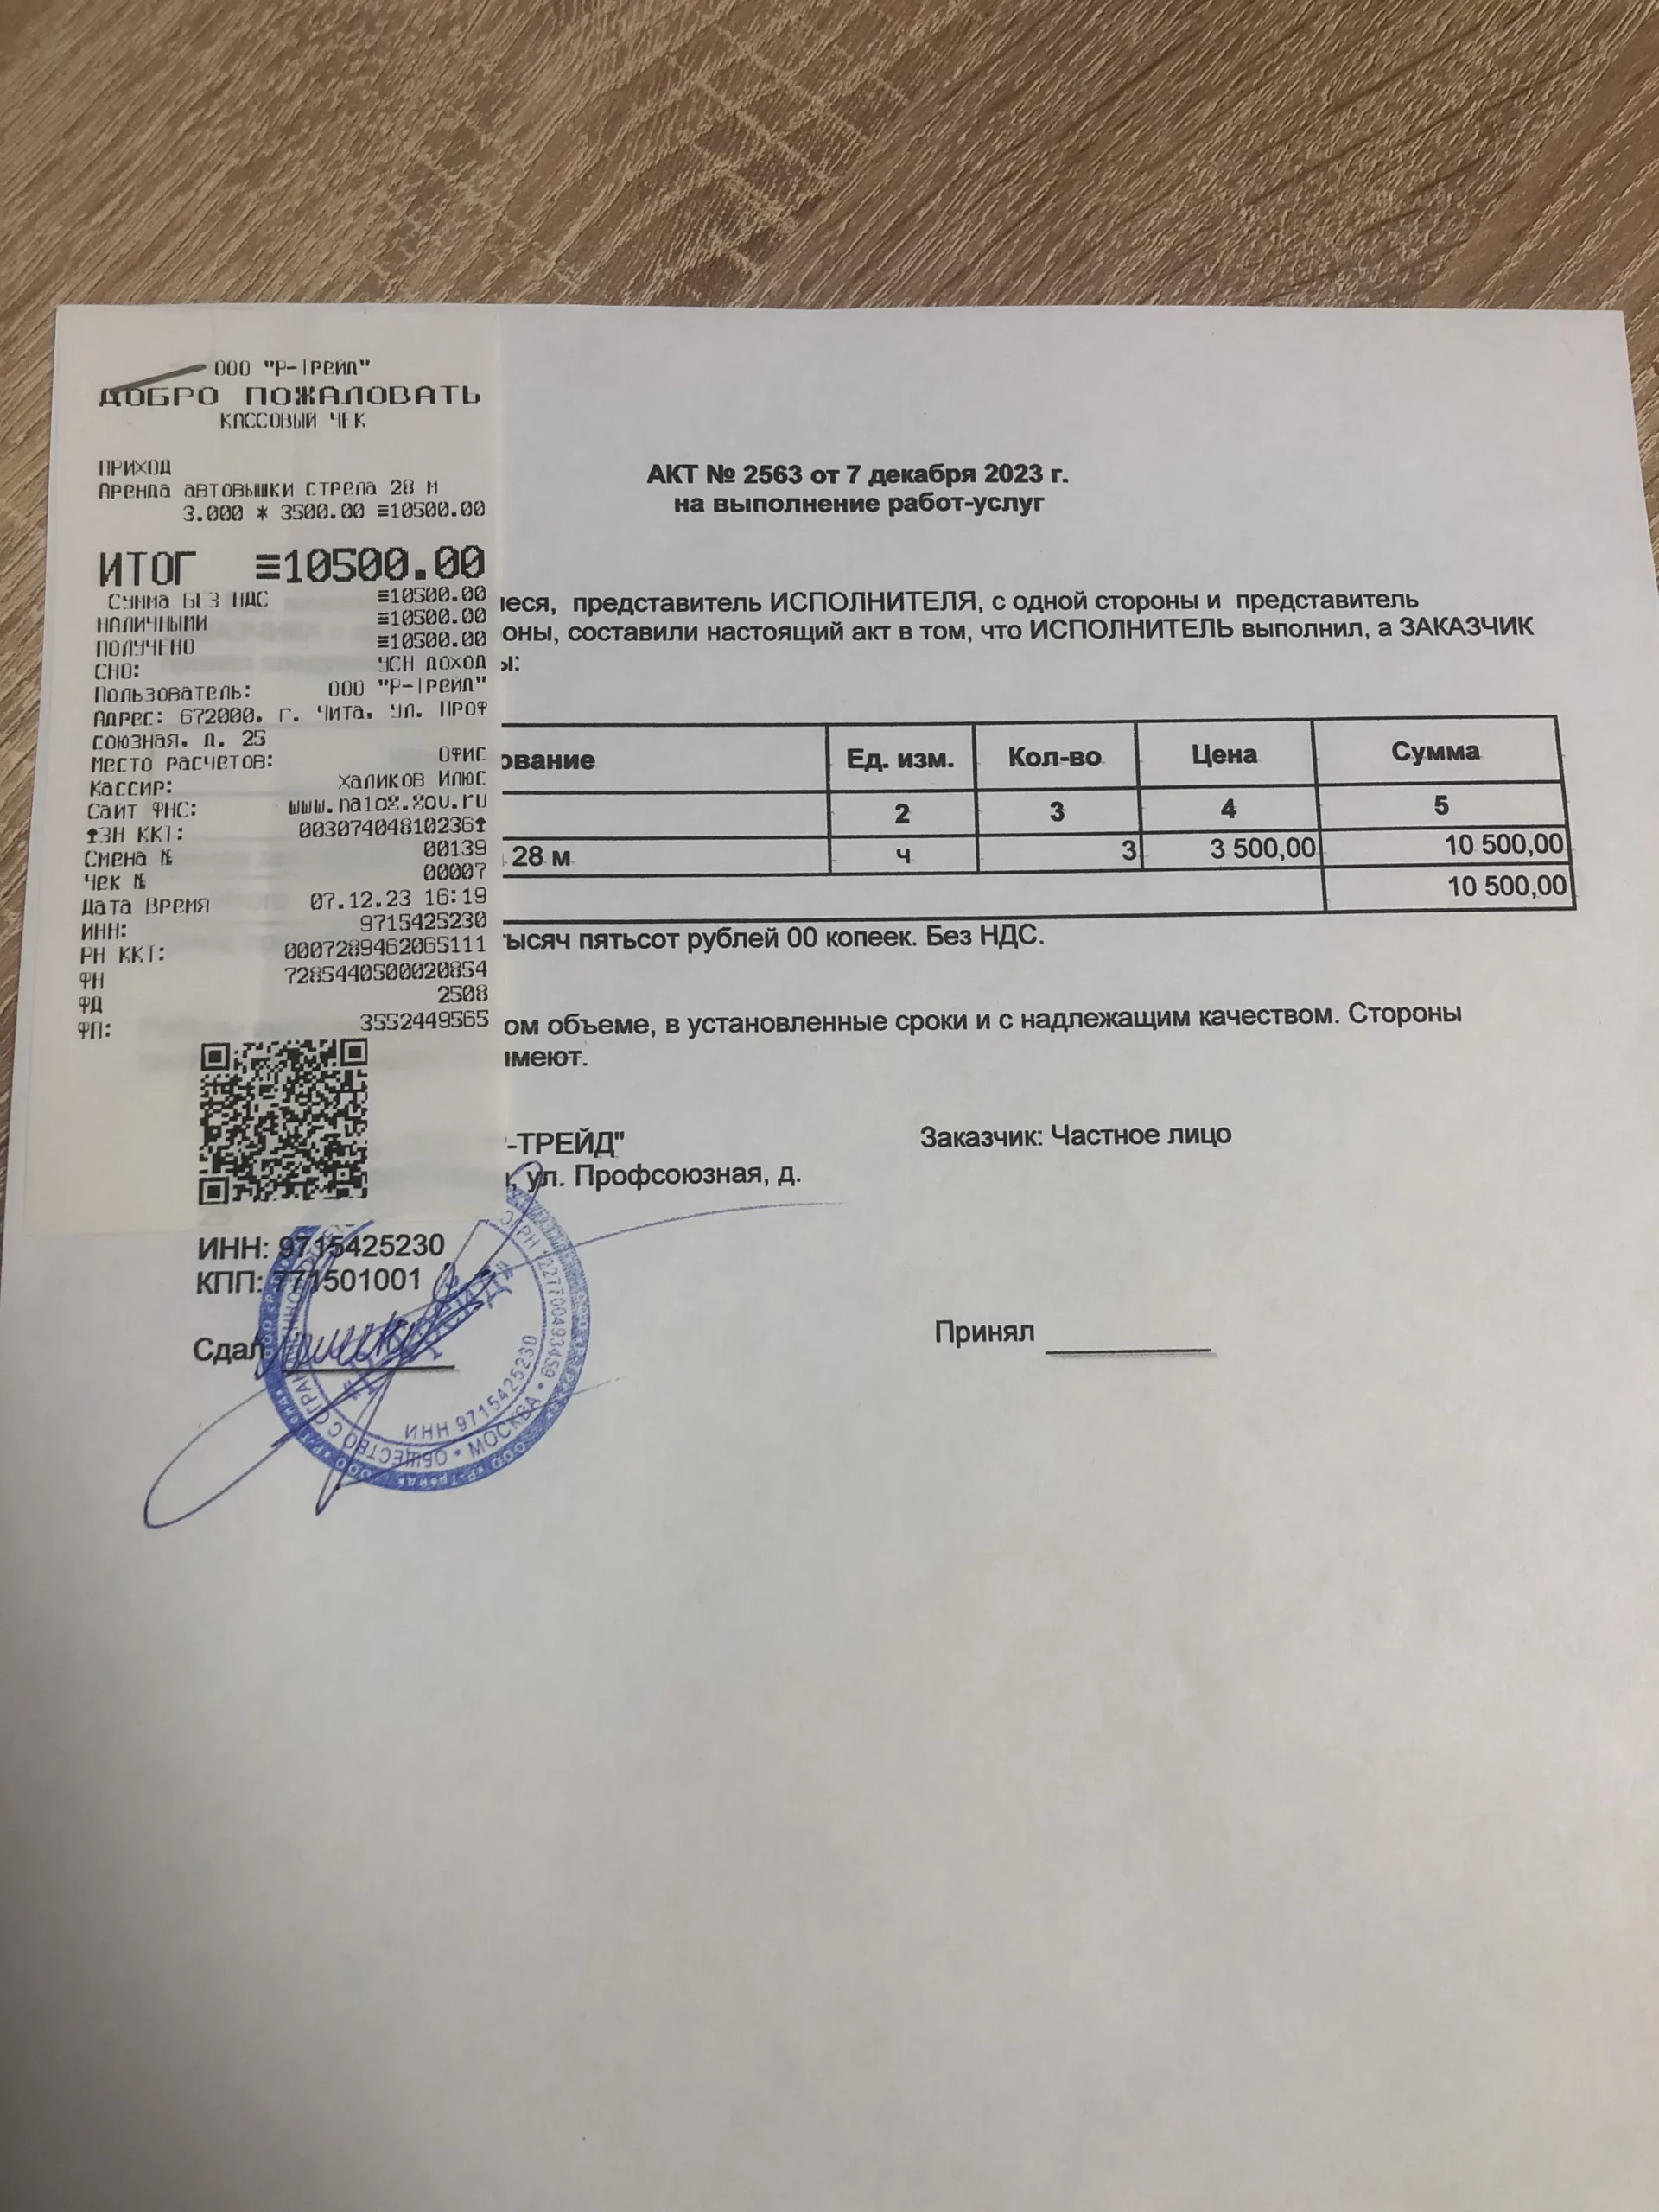 ООО "Р-Трейд"
ДОБРО ПОЖАЛОВАТЬ
КАССОВЫЙ ЧЕК
ПРИХОД
Аренда автовышки стрела 28 м
3.000 * 3500.00 ≡10500.00
ИТОГ ≡10500.00
Сумма БЕЗ НДС ≡10500.00
НАЛИЧНЫМИ ≡10500.00
ПОЛУЧЕНО ≡10500.00
СНО: УСН ДОХОД
Пользователь: ООО "Р-Трейд"
Адрес: 672000, г. Чита, ул. Проф
союзная, д. 25
Место расчетов: ОФИС
Кассир: Халиков Илюс
Сайт ФНС: www.nalog.gov.ru
ЗН ККТ: 00307404810236
Смена № 00139
Чек № 00007
Дата Время 07.12.23 16:19
ИНН: 9715425230
РН ККТ: 0007289462065111
ФН 7285440500020854
ФД 2508
ФП: 3552449565
АКТ № 2563 от 7 декабря 2023 г.
на выполнение работ-услуг
представитель ИСПОЛНИТЕЛЯ, с одной стороны и представитель
составили настоящий акт в том, что ИСПОЛНИТЕЛЬ выполнил, а ЗАКАЗЧИК
ование Ед. изм. Кол-во Цена Сумма
2 3 4 5
28 м ч 3 3 500,00 10 500,00
10 500,00
ысяч пятьсот рублей 00 копеек. Без НДС.
ом объеме, в установленные сроки и с надлежащим качеством. Стороны
имеют.
-ТРЕЙД"
ул. Профсоюзная, д.
Заказчик: Частное лицо
ИНН: 9715425230
КПП: 771501001
Сдал
Принял
ИНН 9715425230
МОСКВА • ОБЩЕСТВО С
ОГРН 1227700493459